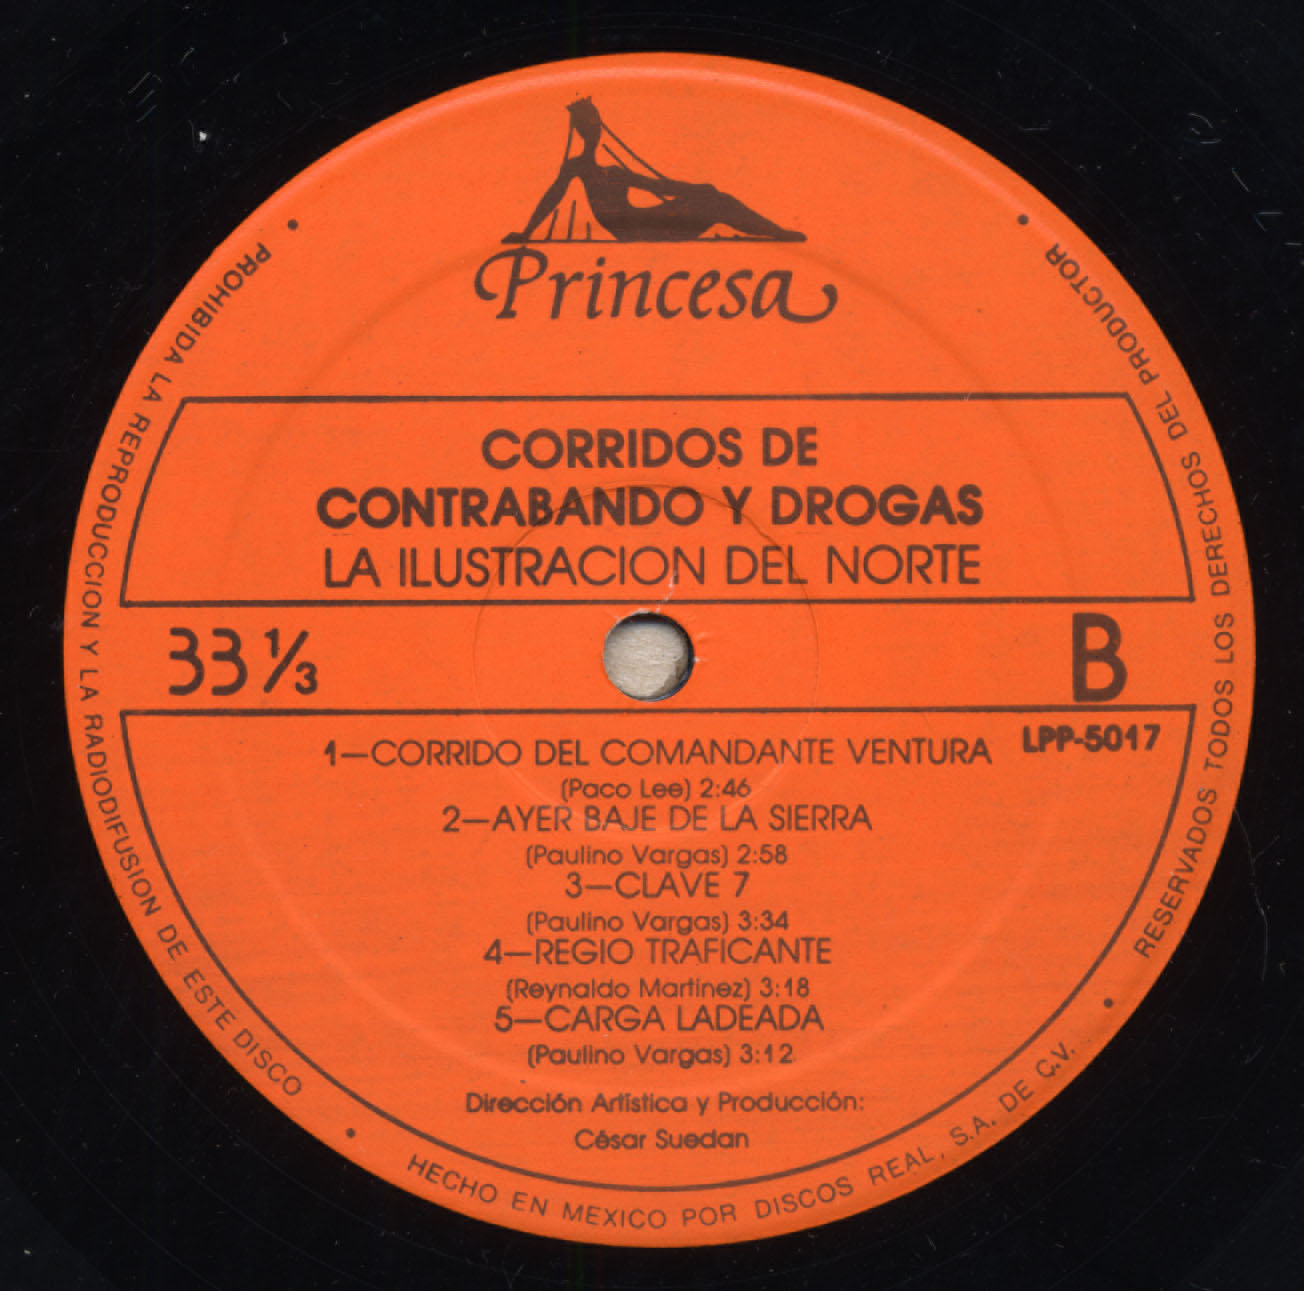 Princesa
CORRIDOS DE
CONTRABANDO Y DROGAS
LA ILUSTRACION DEL NORTE
33 1/3
B
LPP-5017
1—CORRIDO DEL COMANDANTE VENTURA
(Paco Lee) 2:46
2—AYER BAJE DE LA SIERRA
(Paulino Vargas) 2:58
3—CLAVE 7
(Paulino Vargas) 3:34
4—REGIO TRAFICANTE
(Reynaldo Martinez) 3:18
5—CARGA LADEADA
(Paulino Vargas) 3:12
Dirección Artística y Producción:
César Suedan
PROHIBIDA LA REPRODUCCION Y LA RADIODIFUSION DE ESTE DISCO
HECHO EN MEXICO POR DISCOS REAL, S.A. DE C.V.
RESERVADOS TODOS LOS DERECHOS DEL PRODUCTOR